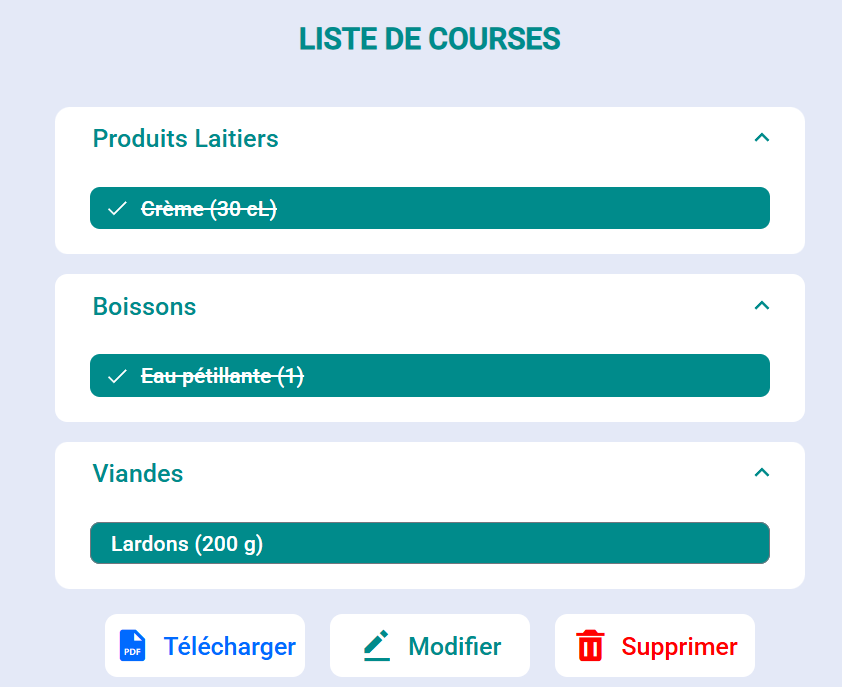 LISTE DE COURSES
Produits Laitiers
Crème (30 cL)
Boissons
Eau pétillante (1)
Viandes
Lardons (200 g)
PDF Télécharger
Modifier
Supprimer